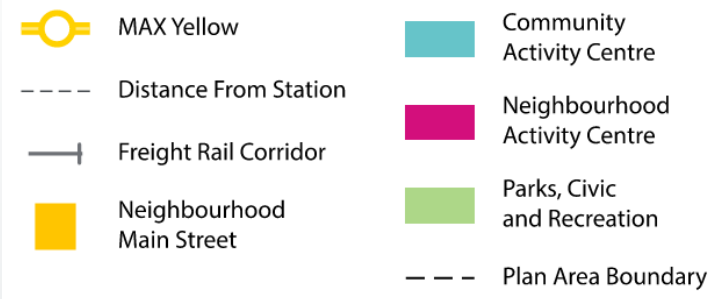 MAX Yellow
Distance From Station
Freight Rail Corridor
Neighbourhood
Main Street
Community
Activity Centre
Neighbourhood
Activity Centre
Parks, Civic
and Recreation
Plan Area Boundary